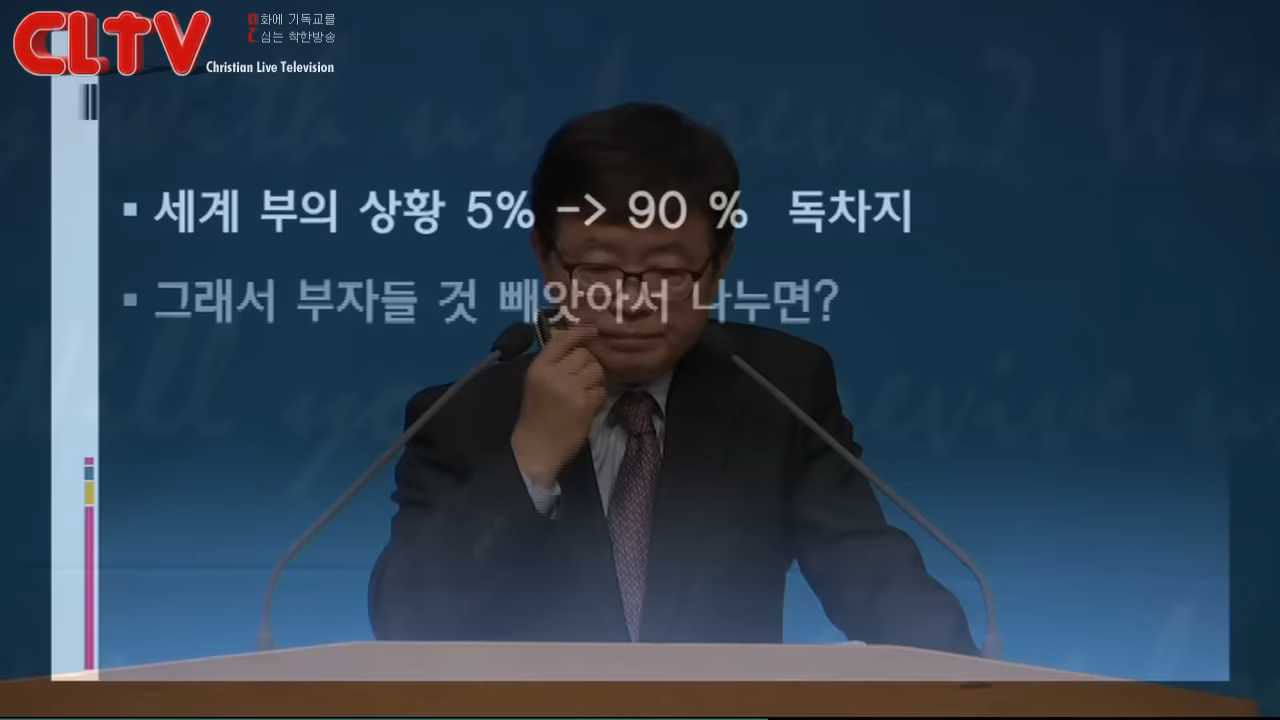 CLTV
화에 기독교를
심는 착한방송
Christian Live Television
세계 부의 상황 5% -> 90 % 독차지
그래서 부자들 것 빼앗아서 나누면?